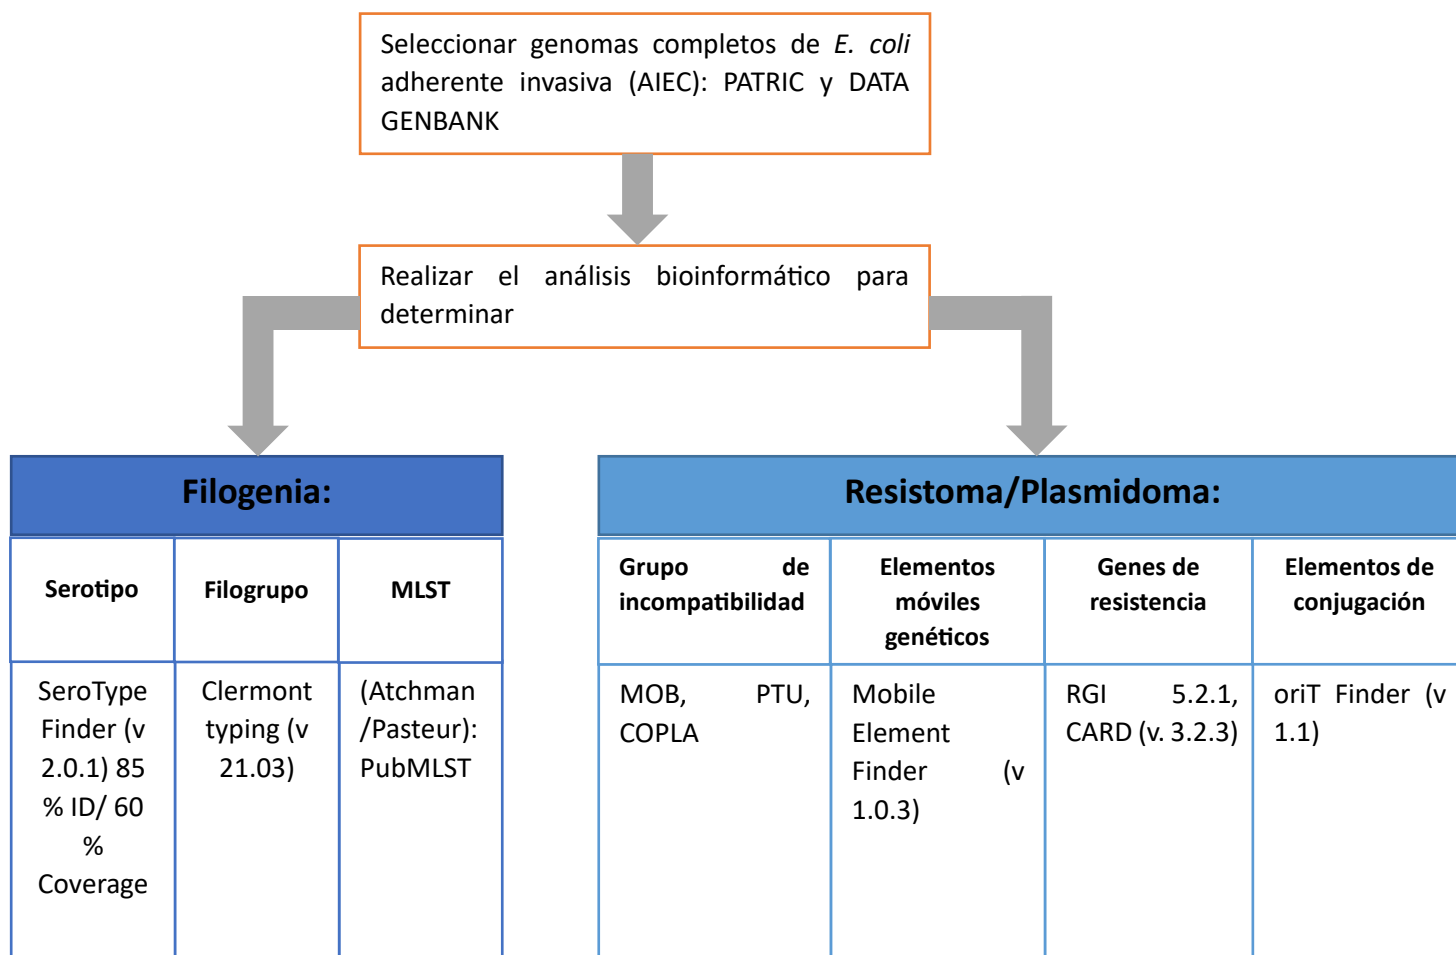 Seleccionar genomas completos de E. coli
adherente invasiva (AIEC): PATRIC y DATA
GENBANK
Realizar el análisis bioinformático para
determinar
Filogenia:
Serotipo
Filogrupo
MLST
SeroType
Finder (v
2.0.1) 85
% ID/ 60
%
Coverage
Clermont
typing (v
21.03)
(Atchman
/Pasteur):
PubMLST
Resistoma/Plasmidoma:
Grupo de
incompatibilidad
Elementos
móviles
genéticos
Genes de
resistencia
Elementos de
conjugación
MOB, PTU,
COPLA
Mobile
Element
Finder (v
1.0.3)
RGI 5.2.1,
CARD (v. 3.2.3)
oriT Finder (v
1.1)